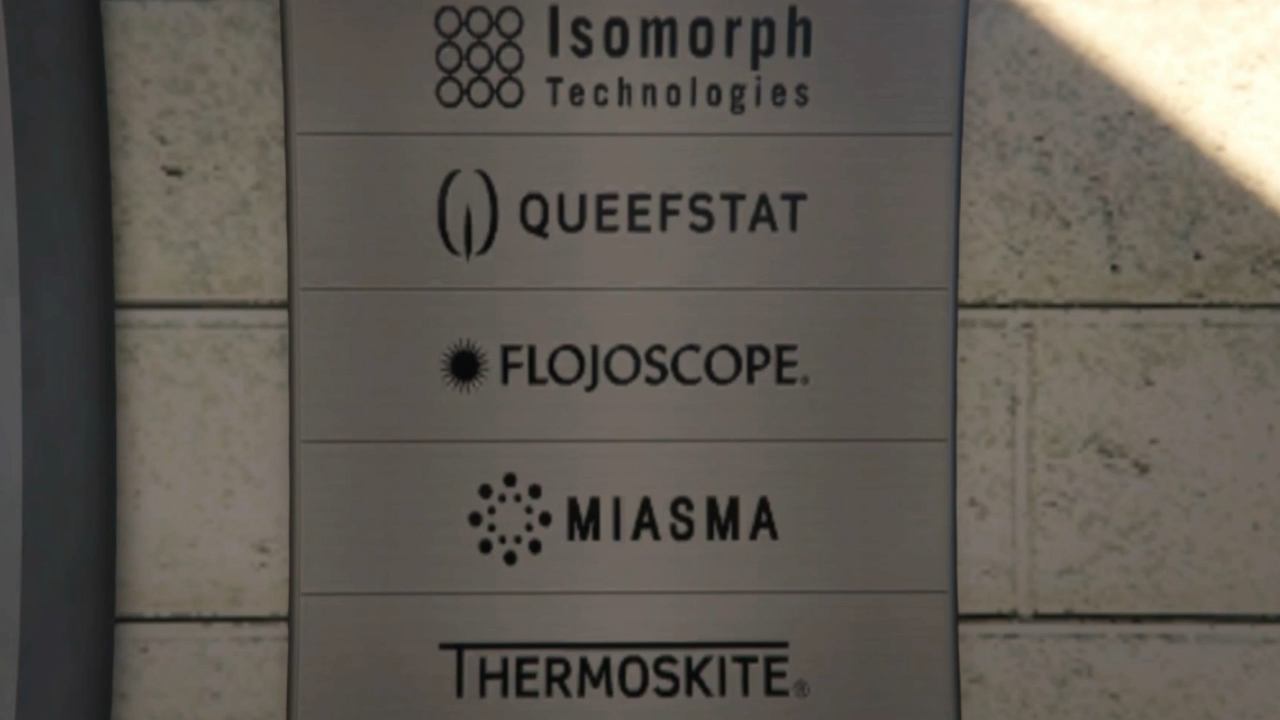 Isomorph
Technologies
QUEEFSTAT
FLOJOSCOPE.
MIASMA
THERMOSKITE®